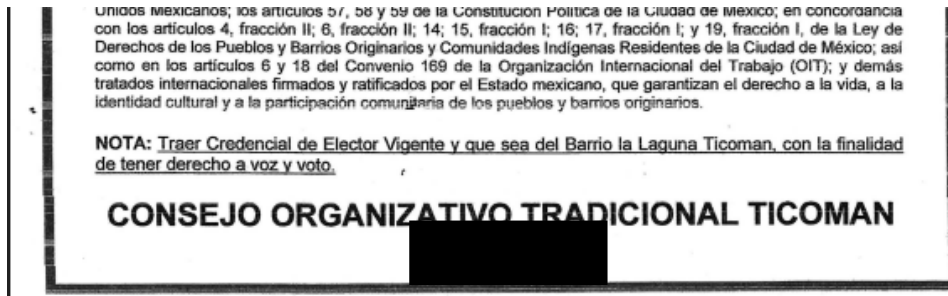 Unidos Mexicanos; los artículos 57, 58 y 59 de la Constitución Política de la Ciudad de México; en concordancia
con los artículos 4, fracción II; 6, fracción II; 14; 15, fracción I; 16; 17, fracción I; y 19, fracción I, de la Ley de
Derechos de los Pueblos y Barrios Originarios y Comunidades Indígenas Residentes de la Ciudad de México; así
como en los artículos 6 y 18 del Convenio 169 de la Organización Internacional del Trabajo (OIT); y demás
tratados internacionales firmados y ratificados por el Estado mexicano, que garantizan el derecho a la vida, a la
identidad cultural y a la participación comunitaria de los pueblos y barrios originarios.
NOTA: Traer Credencial de Elector Vigente y que sea del Barrio la Laguna Ticoman, con la finalidad
de tener derecho a voz y voto.
CONSEJO ORGANIZATIVO TRADICIONAL TICOMAN